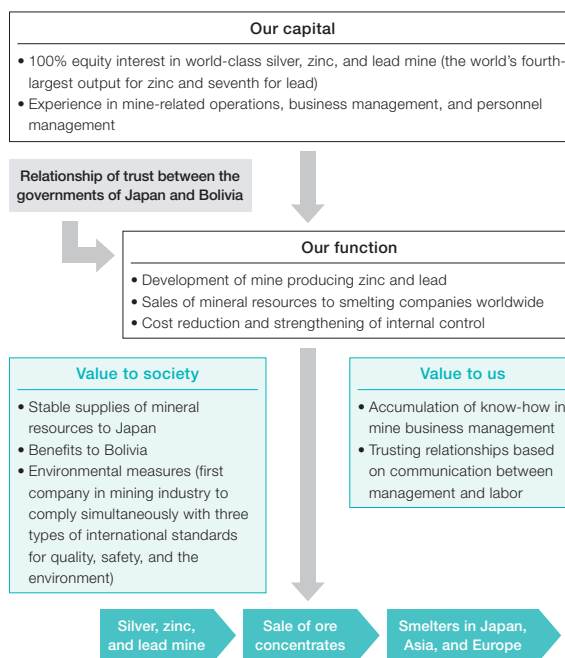 Our capital
• 100% equity interest in world-class silver, zinc, and lead mine (the world's fourth-
largest output for zinc and seventh for lead)
• Experience in mine-related operations, business management, and personnel
management
Relationship of trust between the
governments of Japan and Bolivia
Our function
• Development of mine producing zinc and lead
• Sales of mineral resources to smelting companies worldwide
• Cost reduction and strengthening of internal control
Value to society
• Stable supplies of mineral
resources to Japan
• Benefits to Bolivia
• Environmental measures (first
company in mining industry to
comply simultaneously with three
types of international standards
for quality, safety, and the
environment)
Value to us
• Accumulation of know-how in
mine business management
• Trusting relationships based
on communication between
management and labor
Silver, zinc,
and lead mine
Sale of ore
concentrates
Smelters in Japan,
Asia, and Europe